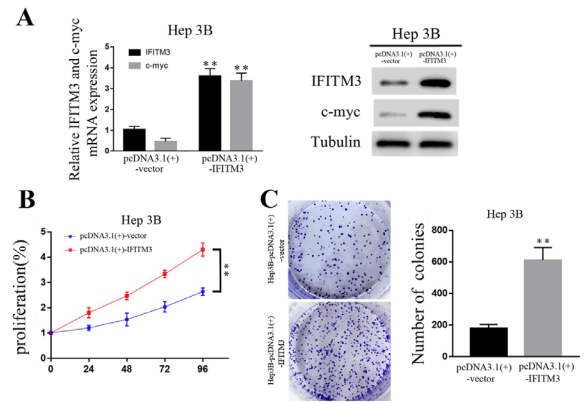 A
Hep 3B
Relative IFITM3 and c-myc
mRNA expression
5
4
3
2
1
0
IFITM3
c-myc
**
**
pcDNA3.1(+)
-vector
pcDNA3.1(+)
-IFITM3
Hep 3B
pcDNA3.1(+)
-vector
pcDNA3.1(+)
-IFITM3
IFITM3
c-myc
Tubulin
B
Hep 3B
pcDNA3.1(+)-vector
pcDNA3.1(+)-IFITM3
proliferation(%)
5
4
3
2
1
0
0
24
48
72
96
**
C
Hep3B-pcDNA3.1(+)
-vector
Hep3B-pcDNA3.1(+)
-IFITM3
Hep 3B
Number of colonies
800
600
400
200
0
**
pcDNA3.1(+)
-vector
pcDNA3.1(+)
-IFITM3